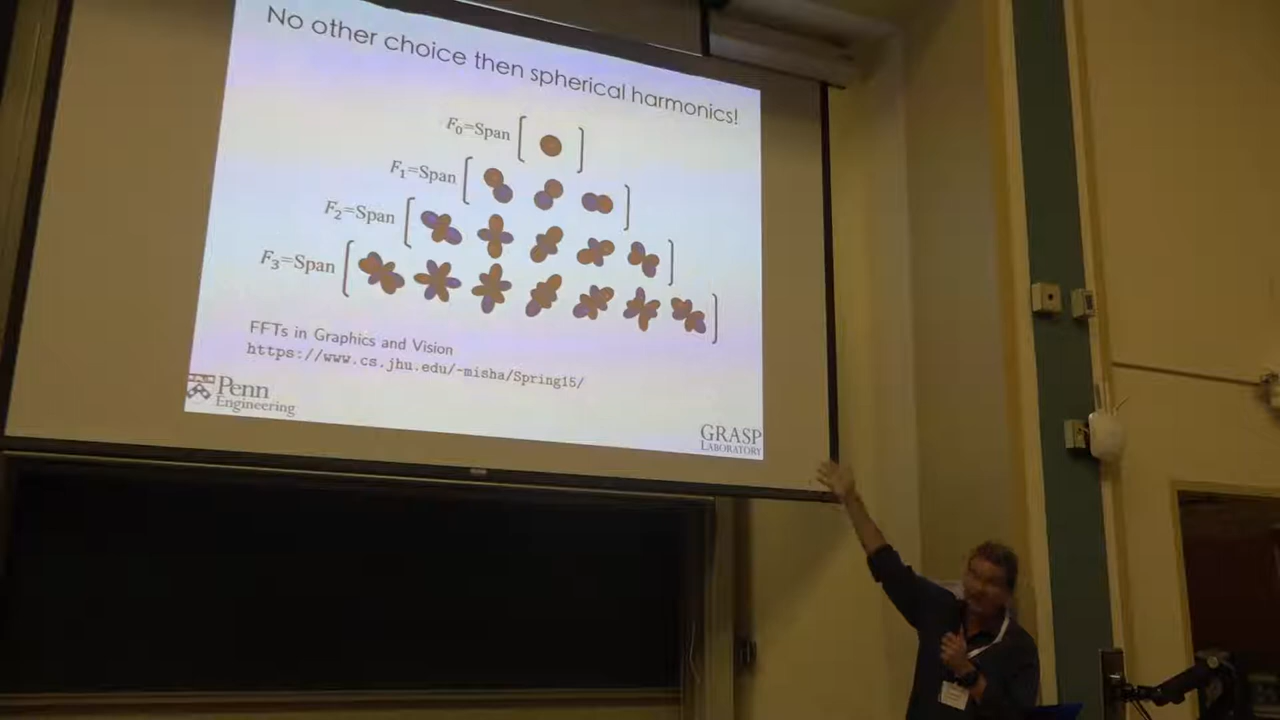 No other choice then spherical harmonics!
F₀=Span
F₁=Span
F₂=Span
F₃=Span
FFTs in Graphics and Vision
https://www.cs.jhu.edu/~misha/Spring15/
Penn
Engineering
GRASP
LABORATORY